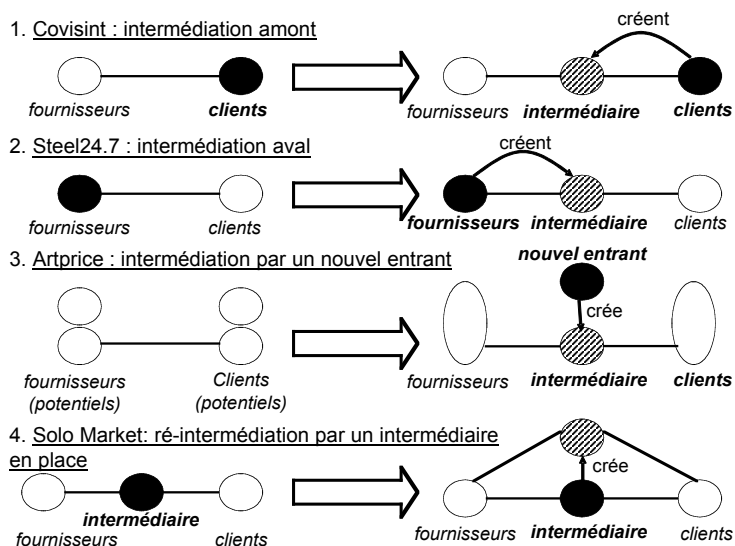 1. Covisint : intermédiation amont
créent
fournisseurs clients
fournisseurs intermédiaire clients
2. Steel24.7 : intermédiation aval
créent
fournisseurs clients
fournisseurs intermédiaire clients
3. Artprice : intermédiation par un nouvel entrant
nouvel entrant
crée
fournisseurs
(potentiels)
Clients
(potentiels)
fournisseurs intermédiaire clients
4. Solo Market: ré-intermédiation par un intermédiaire
en place
crée
intermédiaire
fournisseurs clients
fournisseurs intermédiaire clients